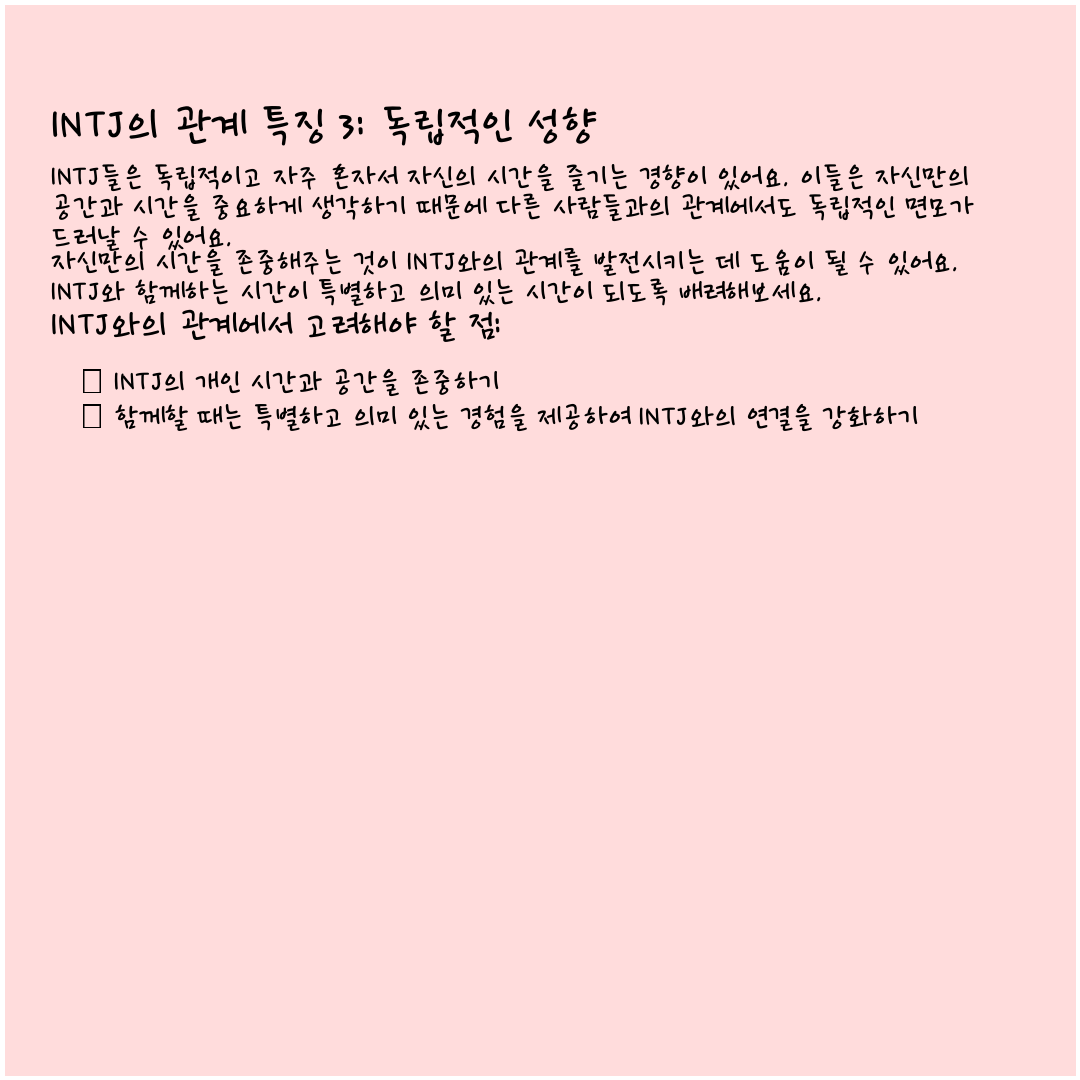 INTJ의 관계 특징 3: 독립적인 성향
INTJ들은 독립적이고 자주 혼자서 자신의 시간을 즐기는 경향이 있어요. 이들은 자신만의
공간과 시간을 중요하게 생각하기 때문에 다른 사람들과의 관계에서도 독립적인 면모가
드러날 수 있어요.
자신만의 시간을 존중해주는 것이 INTJ와의 관계를 발전시키는 데 도움이 될 수 있어요.
INTJ와 함께하는 시간이 특별하고 의미 있는 시간이 되도록 배려해보세요.
INTJ와의 관계에서 고려해야 할 점:
□ INTJ의 개인 시간과 공간을 존중하기
□ 함께할 때는 특별하고 의미 있는 경험을 제공하여 INTJ와의 연결을 강화하기